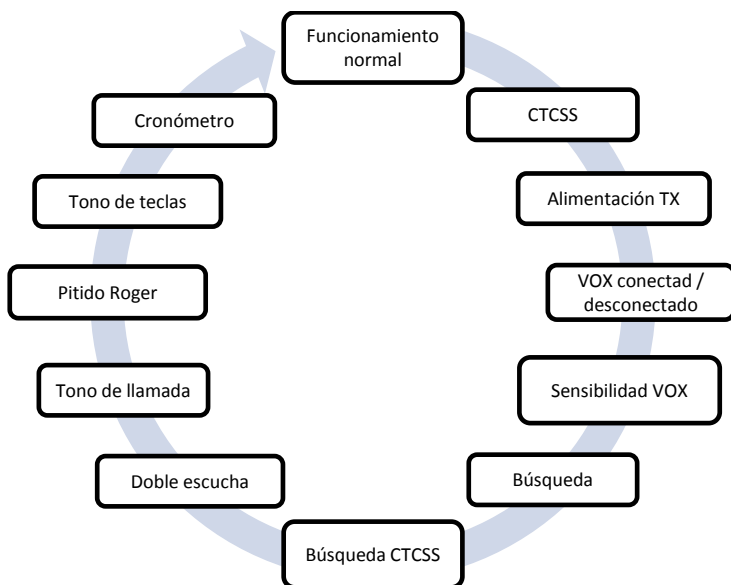 Funcionamiento
normal
CTCSS
Alimentación TX
VOX conectad /
desconectado
Sensibilidad VOX
Búsqueda
Búsqueda CTCSS
Doble escucha
Tono de llamada
Pitido Roger
Tono de teclas
Cronómetro